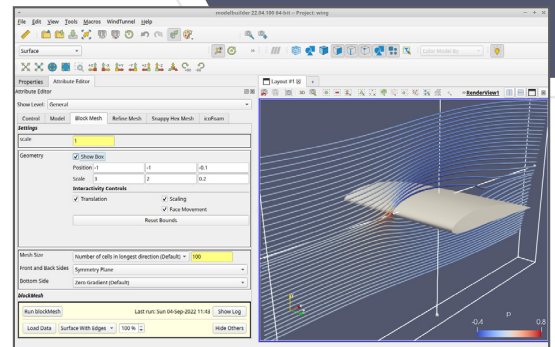 modelbuilder 22.04.100 64-bit -- Project: wing
File Edit View Tools Macros WindTunnel Help
Surface
Color Model By
Properties Attribute Editor
Attribute Editor
Show Level: General
Control Model Block Mesh Refine Mesh Snappy Hex Mesh icoFoam
Settings
scale 1
Geometry Show Box
Position -1 -1 -0.1
Scale 3 2 0.2
Interactivity Controls
Translation Scaling
Face Movement
Reset Bounds
Mesh Size Number of cells in longest direction (Default) 100
Front and Back Sides Symmetry Plane
Bottom Side Zero Gradient (Default)
blockMesh
Run blockMesh Last run: Sun 04-Sep-2022 11:43 Show Log
Load Data Surface With Edges 100 % Hide Others
Layout #1
RenderView1
p
-0.4 0.8